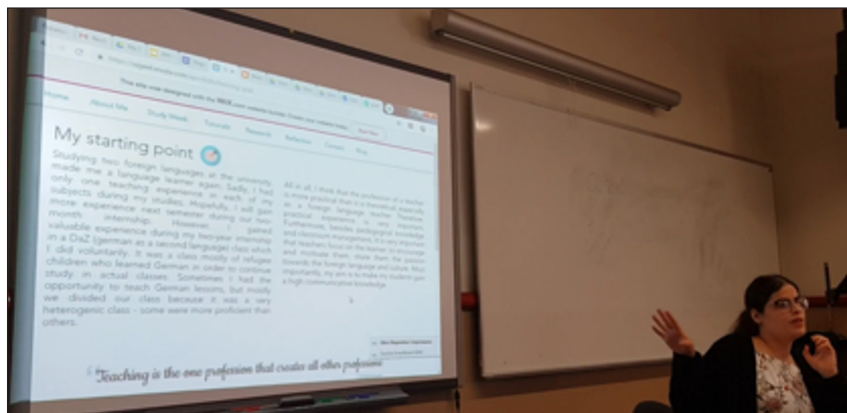 This site was designed with the WIX.com website builder. Create your website today. Start Now
Home About Me Study Week Tutorials Research Reflection Contact Blog
My starting point
Studying two foreign languages at the university
made me a language learner again. Sadly, I had
only one teaching experience in each of my
subjects during my studies. Hopefully, I will gain
more experience next semester during our two-
month internship. However, I gained
valuable experience during my two-year internship
in a DaZ (german as a second language) class which
I did voluntarily. It was a class mostly of refugee
children who learned German in order to continue
study in actual classes. Sometimes I had the
opportunity to teach German lessons, but mostly
we divided our class because it was a very
heterogenic class - some were more proficient than
others.
All in all, I think that the profession of a teacher
is more practical than it is theoretical, especially
as a foreign language teacher. Therefore,
practical experience is very important.
Furthermore, besides pedagogical knowledge
and classroom management, it is very important
that teachers focus on the learner, to encourage
and motivate them, share them the passion
towards the foreign language and culture. Most
importantly, my aim is to make my students gain
a high communicative knowledge.
"Teaching is the one profession that creates all other professions